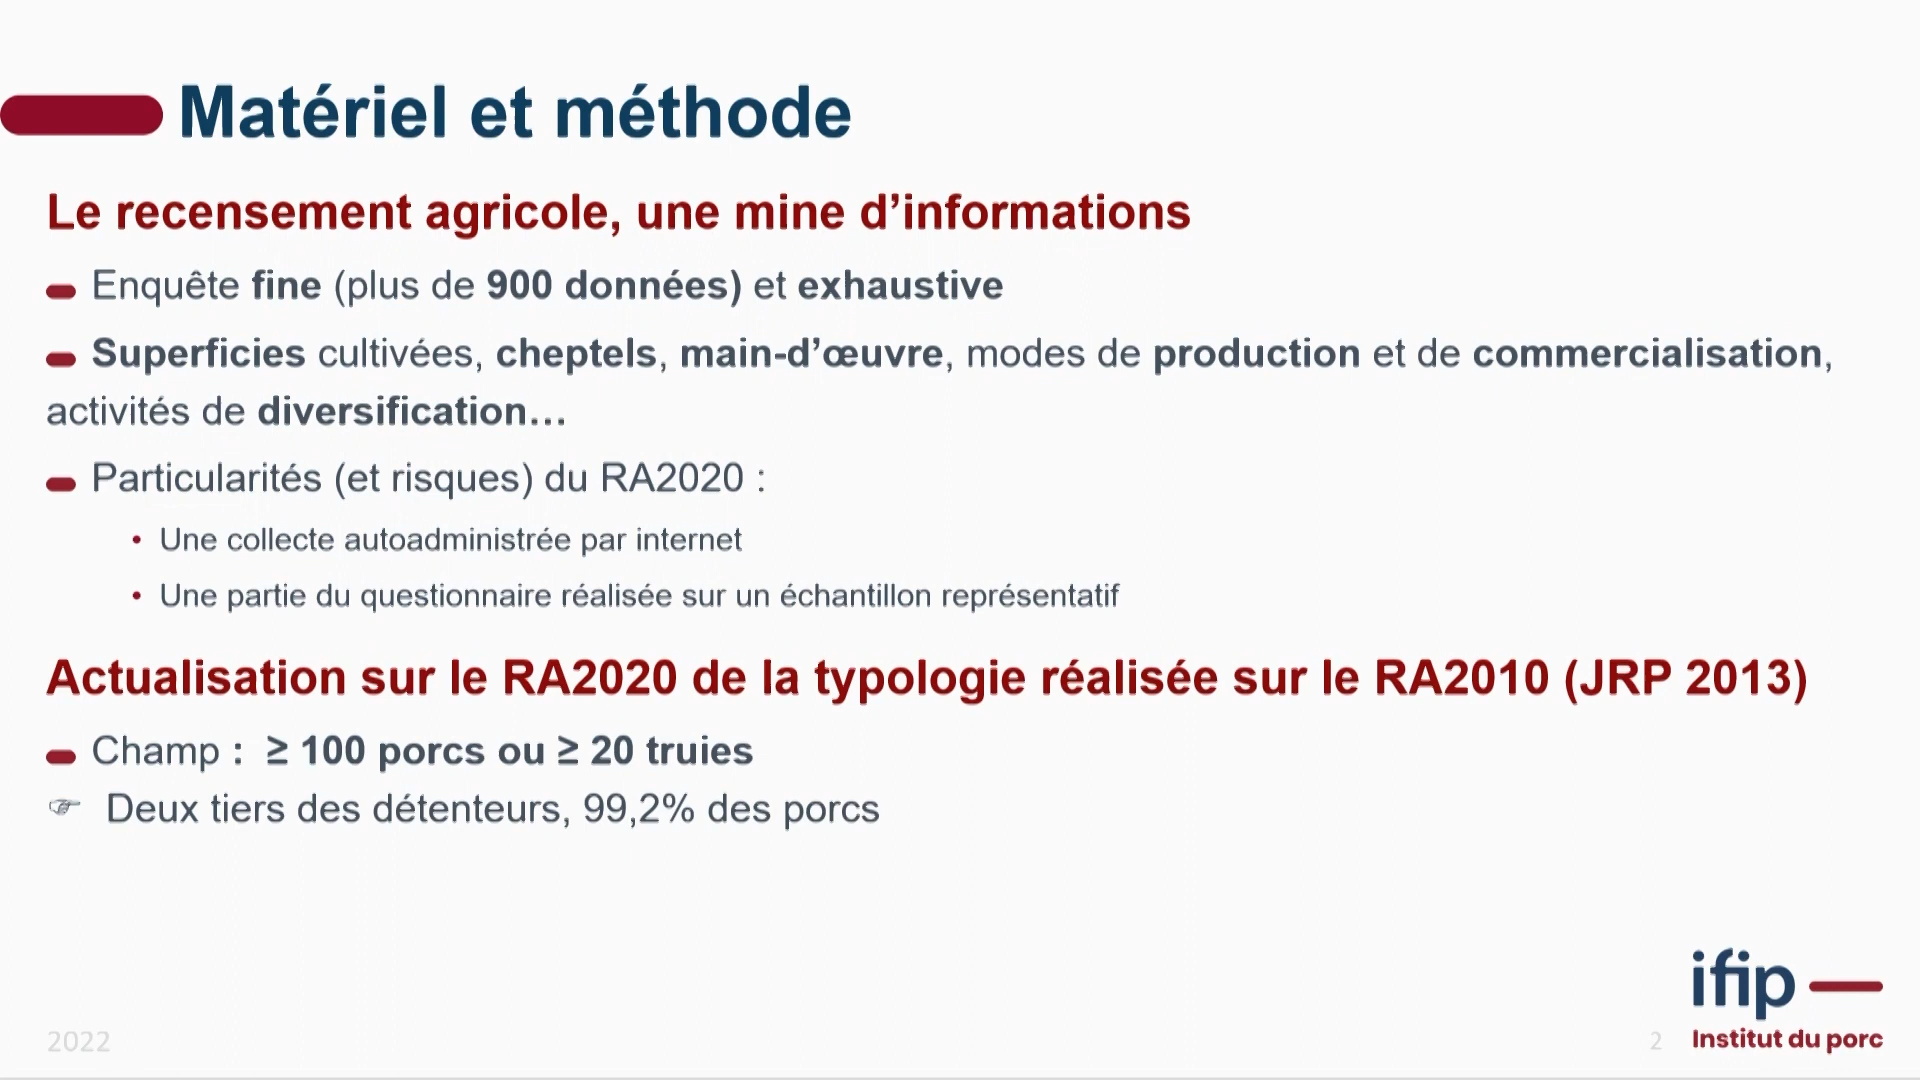 Matériel et méthode
Le recensement agricole, une mine d’informations
Enquête fine (plus de 900 données) et exhaustive
Superficies cultivées, cheptels, main-d’œuvre, modes de production et de commercialisation,
activités de diversification…
Particularités (et risques) du RA2020 :
• Une collecte autoadministrée par internet
• Une partie du questionnaire réalisée sur un échantillon représentatif
Actualisation sur le RA2020 de la typologie réalisée sur le RA2010 (JRP 2013)
Champ : ≥ 100 porcs ou ≥ 20 truies
☞ Deux tiers des détenteurs, 99,2% des porcs
ifip
Institut du porc
2022
2